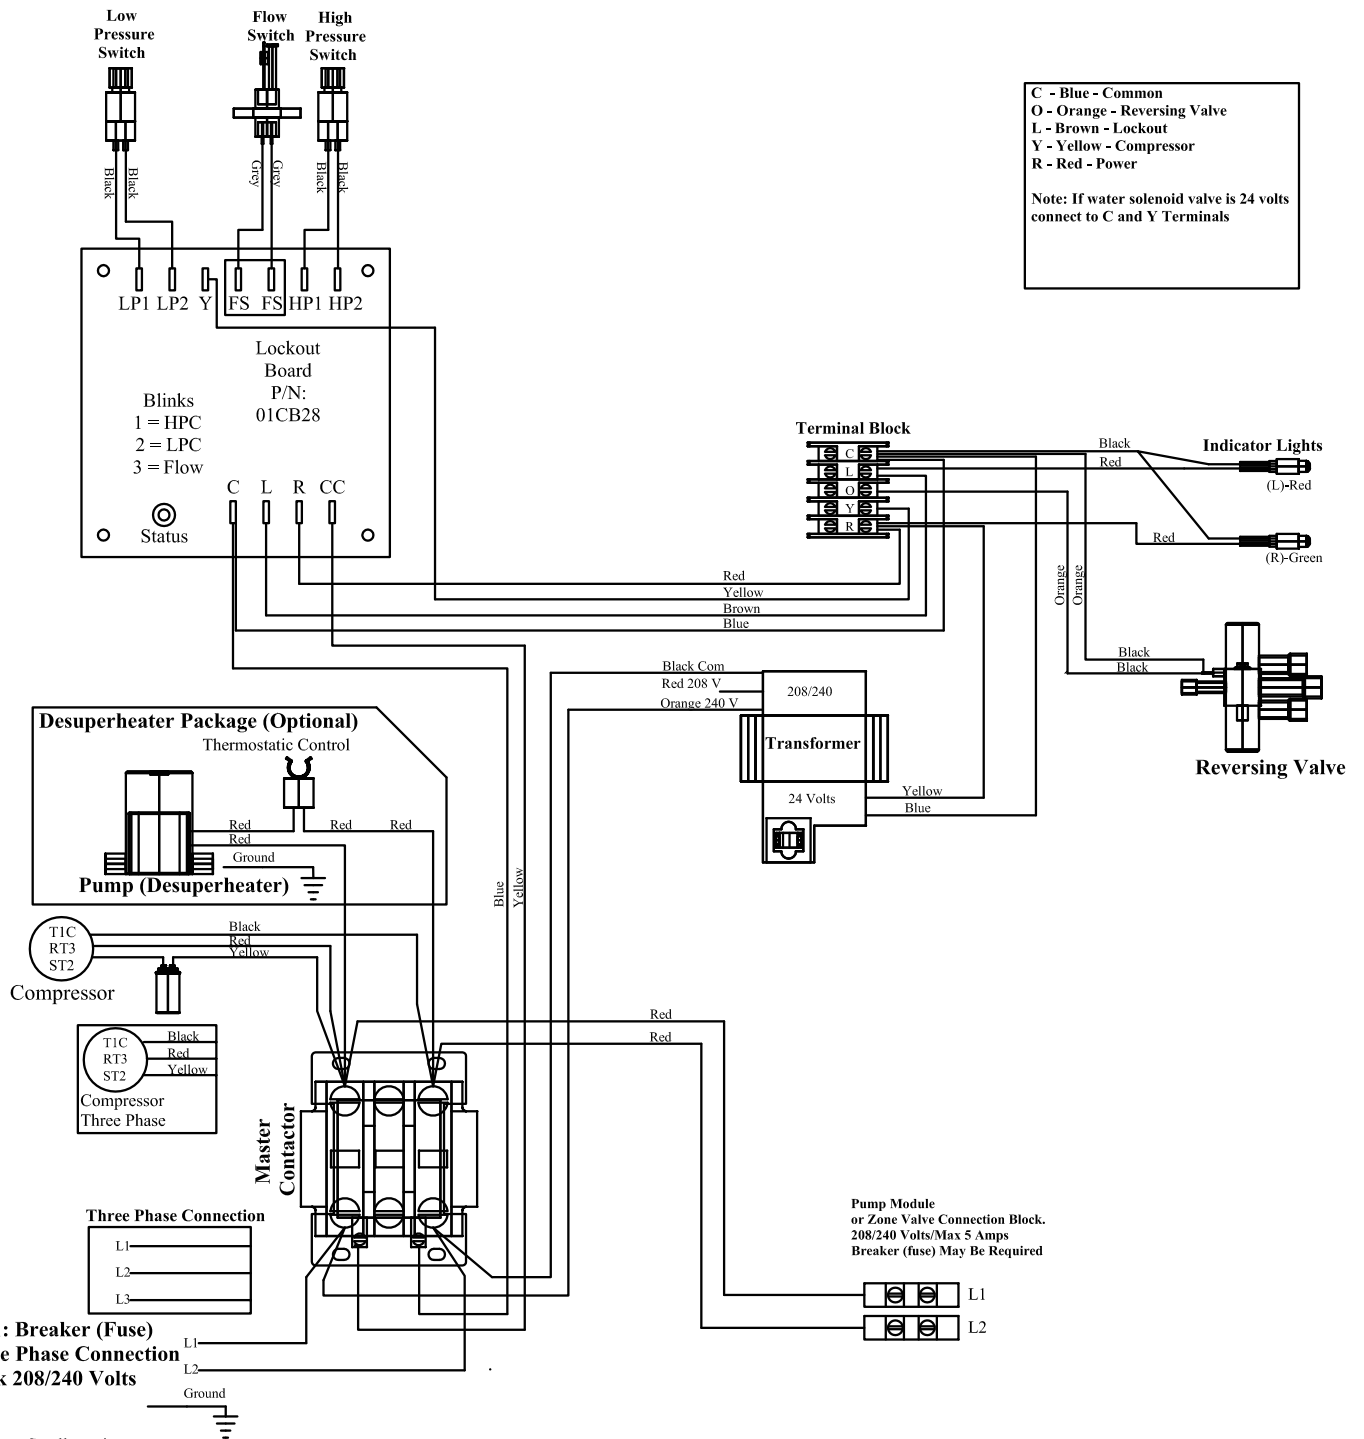 Low
Pressure
Switch
Flow
Switch
High
Pressure
Switch
Black
Black
Grey
Grey
Black
Black
C - Blue - Common
O - Orange - Reversing Valve
L - Brown - Lockout
Y - Yellow - Compressor
R - Red - Power
Note: If water solenoid valve is 24 volts
connect to C and Y Terminals
LP1 LP2 Y FS FS HP1 HP2
Lockout
Board
P/N:
01CB28
Blinks
1 = HPC
2 = LPC
3 = Flow
C L R CC
Status
Terminal Block
C
L
O
Y
R
Black
Red
Indicator Lights
(L)-Red
Red
(R)-Green
Orange
Orange
Red
Yellow
Brown
Blue
Black
Black
Reversing Valve
Black Com
Red 208 V
Orange 240 V
208/240
Transformer
24 Volts
Yellow
Blue
Desuperheater Package (Optional)
Thermostatic Control
Red
Red
Red
Red
Ground
Pump (Desuperheater)
Blue
Yellow
T1C
RT3
ST2
Black
Red
Yellow
Compressor
T1C
RT3
ST2
Black
Red
Yellow
Compressor
Three Phase
Red
Red
Master
Contactor
Three Phase Connection
L1
L2
L3
Pump Module
or Zone Valve Connection Block.
208/240 Volts/Max 5 Amps
Breaker (fuse) May Be Required
L1
L2
: Breaker (Fuse)
e Phase Connection
k 208/240 Volts
L1
L2
Ground